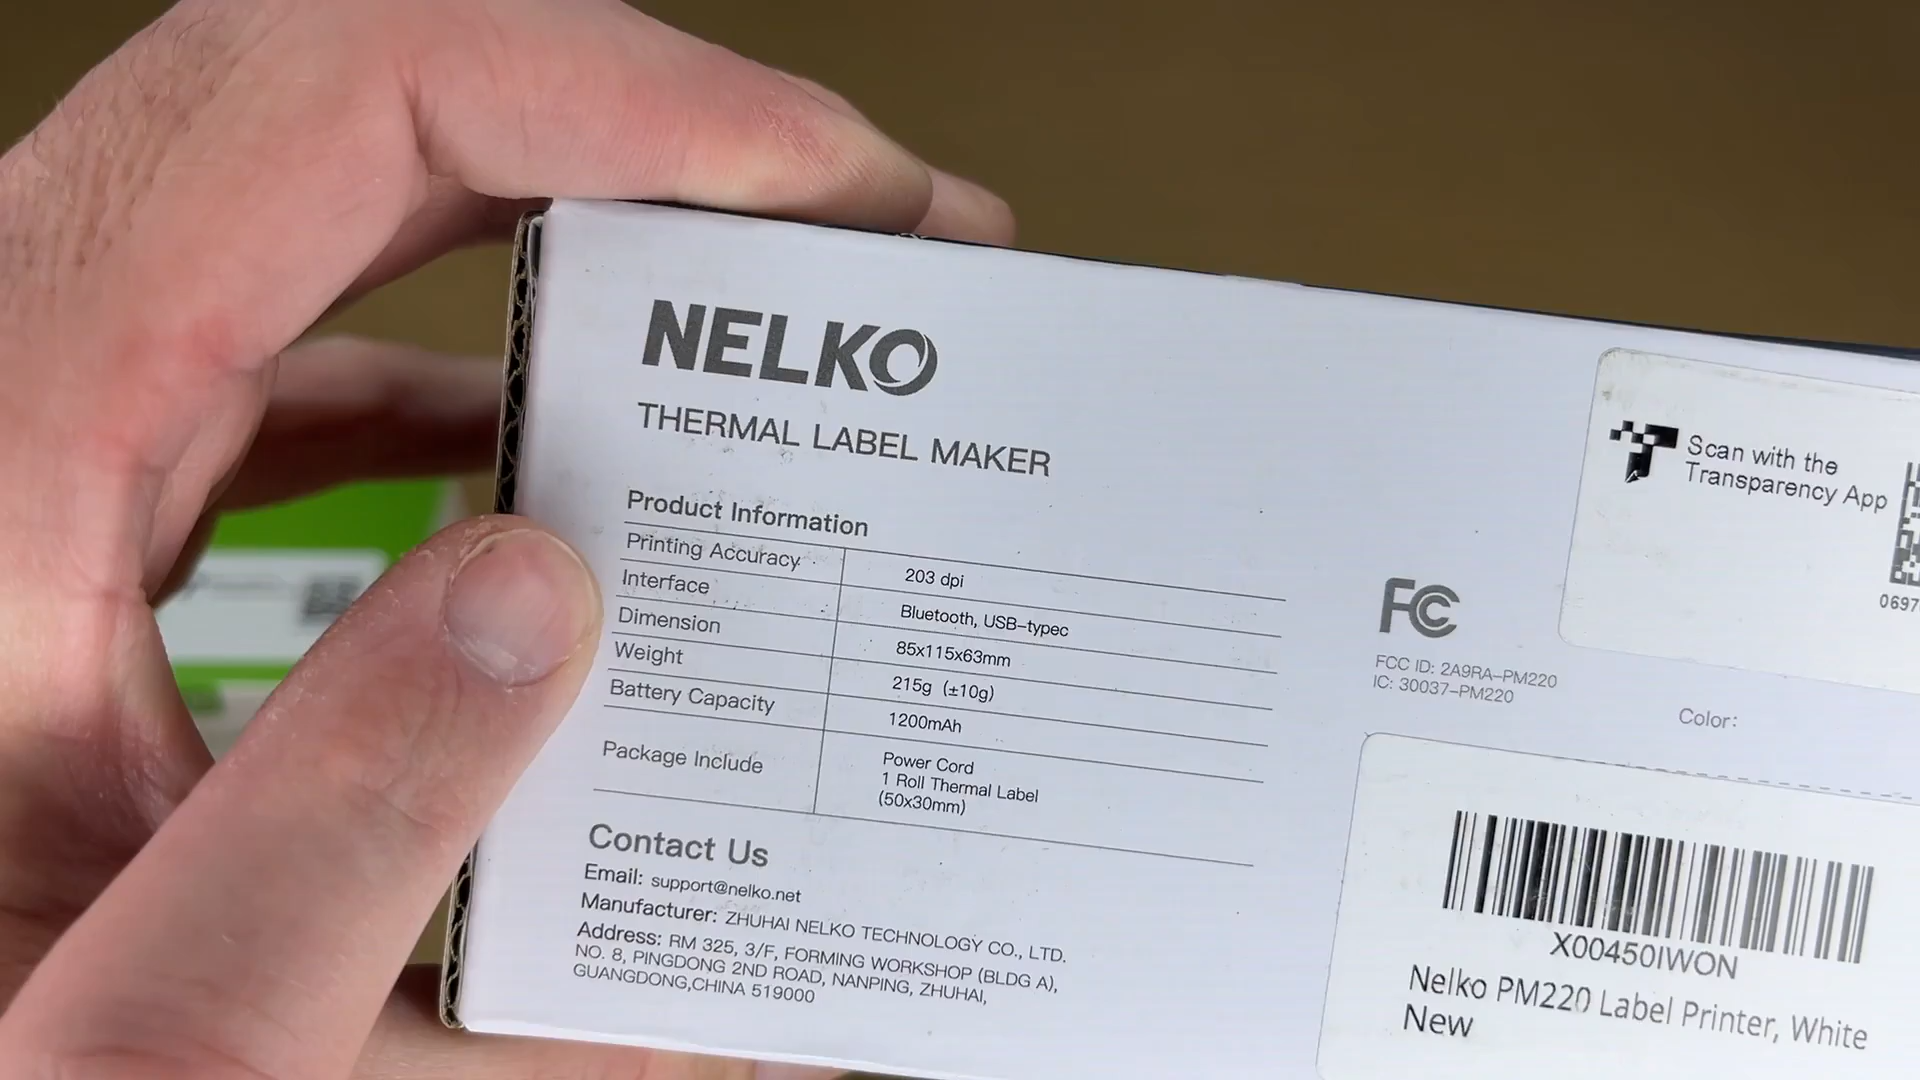 NELKO
THERMAL LABEL MAKER
Product Information
Printing Accuracy 203 dpi
Interface Bluetooth, USB-typec
Dimension 85x115x63mm
Weight 215g (±10g)
Battery Capacity 1200mAh
Package Include Power Cord
1 Roll Thermal Label
(50x30mm)
Contact Us
Email: support@nelko.net
Manufacturer: ZHUHAI NELKO TECHNOLOGY CO., LTD.
Address: RM 325, 3/F, FORMING WORKSHOP (BLDG A),
NO. 8, PINGDONG 2ND ROAD, NANPING, ZHUHAI,
GUANGDONG,CHINA 519000
Scan with the
Transparency App
0697
FC
FCC ID: 2A9RA-PM220
IC: 30037-PM220
Color:
X00450IWON
Nelko PM220 Label Printer, White
New